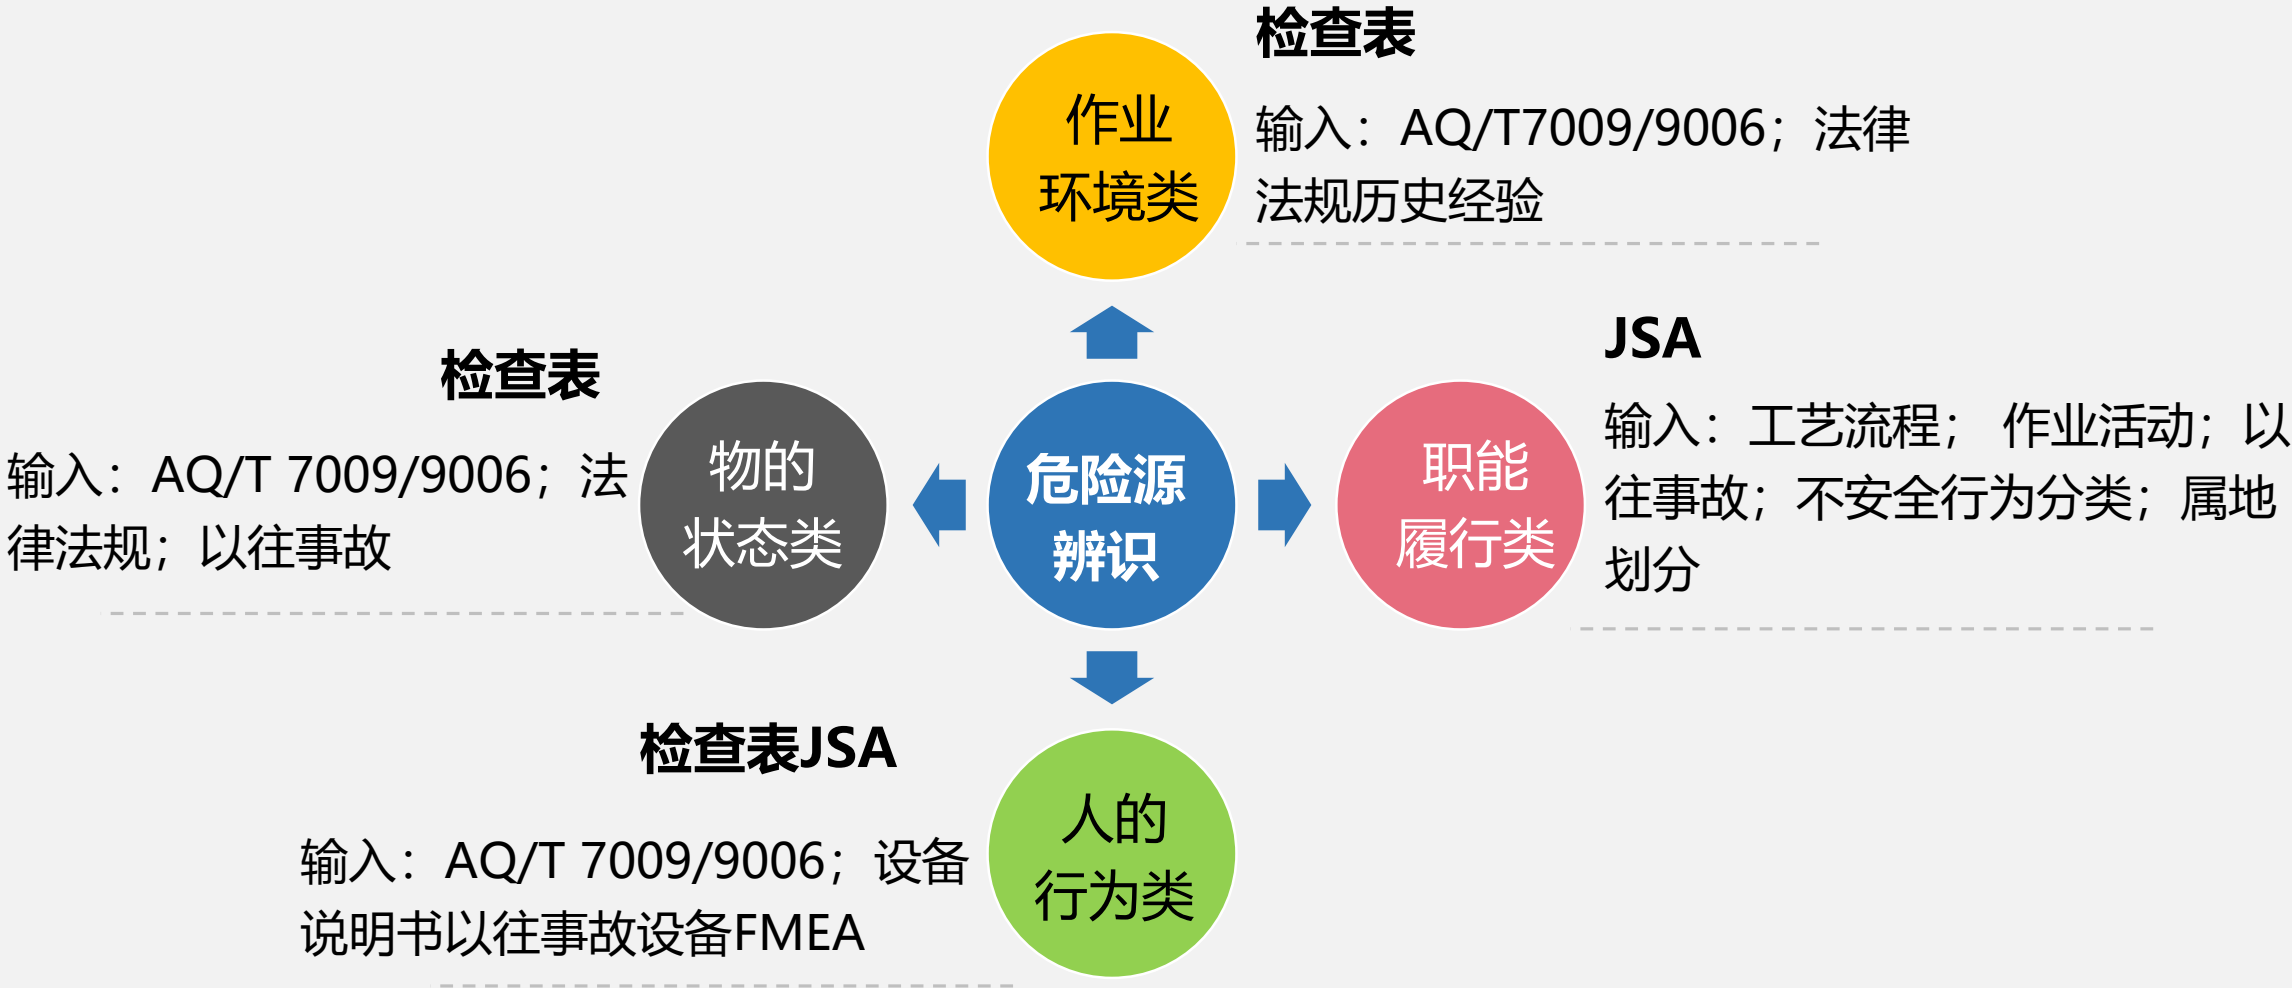 检查表
作业
环境类
输入：AQ/T7009/9006；法律
法规历史经验
检查表
输入：AQ/T 7009/9006；法
律法规；以往事故
物的
状态类
危险源
辨识
职能
履行类
JSA
输入：工艺流程； 作业活动；以
往事故；不安全行为分类；属地
划分
检查表JSA
输入：AQ/T 7009/9006；设备
说明书以往事故设备FMEA
人的
行为类